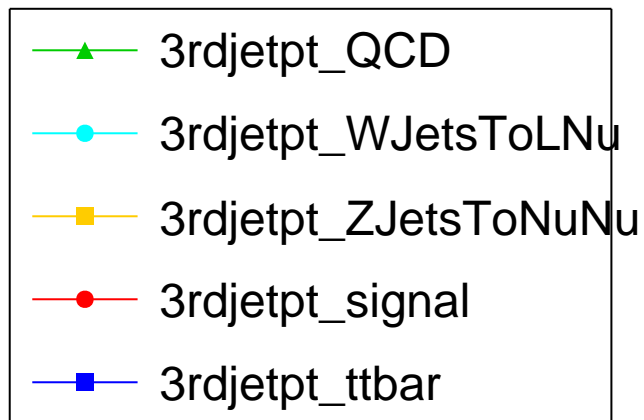 3rdjetpt_QCD
3rdjetpt_WJetsToLNu
3rdjetpt_ZJetsToNuNu
3rdjetpt_signal
3rdjetpt_ttbar